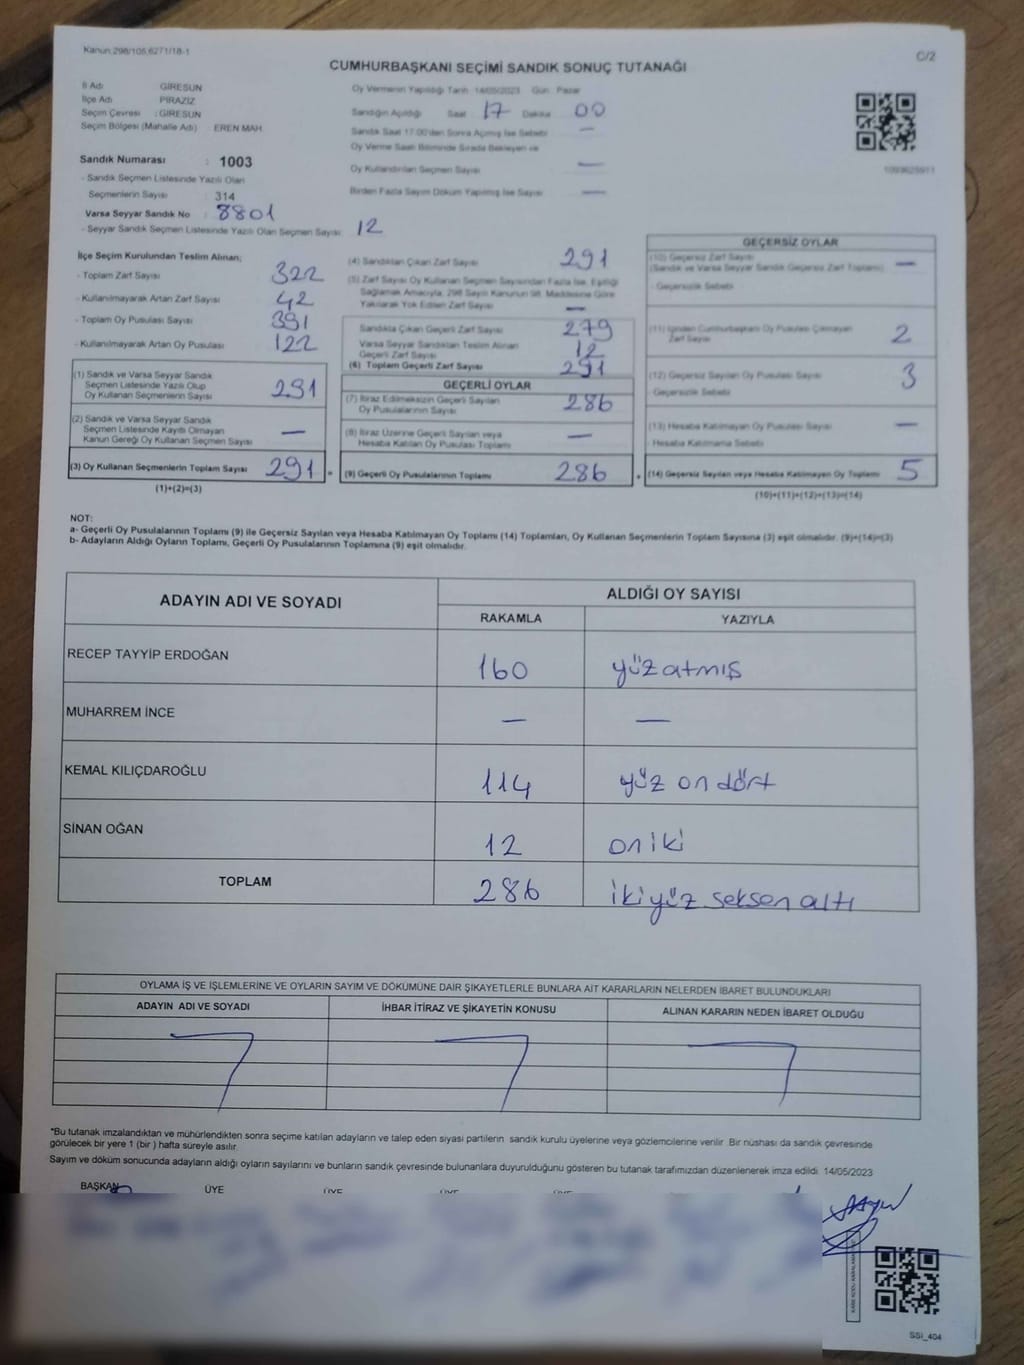 Kanun:298/105,6271/18-1
C/2
CUMHURBAŞKANI SEÇİMİ SANDIK SONUÇ TUTANAĞI
İl Adı GİRESUN
İlçe Adı PİRAZİZ
Seçim Çevresi : GİRESUN
Seçim Bölgesi (Mahalle Adı) EREN MAH.
Sandık Numarası : 1003
- Sandık Seçmen Listesinde Yazılı Olan
Seçmenlerin Sayısı : 314
Varsa Seyyar Sandık No : 8801
- Seyyar Sandık Seçmen Listesinde Yazılı Olan Seçmen Sayısı 12
Oy Vermenin Yapıldığı Tarih 14/05/2023 Gün Pazar
Sandığın Açıldığı Saat 17 Dakika 00
Sandık Saat 17:00'den Sonra Açılmış İse Sebebi —
Oy Verme Saati Bitiminde Sırada Bekleyen ve
Oy Kullandırılan Seçmen Sayısı —
Birden Fazla Sayım Döküm Yapılmış İse Sayısı —
İlçe Seçim Kurulundan Teslim Alınan;
- Toplam Zarf Sayısı 322
- Kullanılmayarak Artan Zarf Sayısı 42
- Toplam Oy Pusulası Sayısı 391
- Kullanılmayarak Artan Oy Pusulası 122
(1) Sandık ve Varsa Seyyar Sandık
Seçmen Listesinde Yazılı Olup
Oy Kullanan Seçmenlerin Sayısı 291
(2) Sandık ve Varsa Seyyar Sandık
Seçmen Listesinde Kayıtlı Olmayan
Kanun Gereği Oy Kullanan Seçmen Sayısı —
(3) Oy Kullanan Seçmenlerin Toplam Sayısı 291 =
(1)+(2)=(3)
(4) Sandıktan Çıkan Zarf Sayısı 291
(5) Zarf Sayısı Oy Kullanan Seçmen Sayısından Fazla İse, Eşitliği
Sağlamak Amacıyla, 298 Sayılı Kanunun 98. Maddesine Göre
Yakılarak Yok Edilen Zarf Sayısı —
Sandıkta Çıkan Geçerli Zarf Sayısı 279
Varsa Seyyar Sandıktan Teslim Alınan
Geçerli Zarf Sayısı 12
(6) Toplam Geçerli Zarf Sayısı 291
GEÇERLİ OYLAR
(7) İtiraz Edilmeksizin Geçerli Sayılan
Oy Pusulalarının Sayısı 286
(8) İtiraz Üzerine Geçerli Sayılan veya
Hesaba Katılan Oy Pusulası Toplamı —
(9) Geçerli Oy Pusulalarının Toplamı 286 +
GEÇERSİZ OYLAR
(10) Geçersiz Zarf Sayısı
(Sandık ve Varsa Seyyar Sandık Geçersiz Zarf Toplamı) —
- Geçersizlik Sebebi
(11) İçinden Cumhurbaşkanı Oy Pusulası Çıkmayan
Zarf Sayısı 2
(12) Geçersiz Sayılan Oy Pusulası Sayısı 3
- Geçersizlik Sebebi
(13) Hesaba Katılmayan Oy Pusulası Sayısı —
- Hesaba Katılmama Sebebi
(14) Geçersiz Sayılan veya Hesaba Katılmayan Oy Toplamı 5
(10)+(11)+(12)+(13)=(14)
NOT:
a- Geçerli Oy Pusulalarının Toplamı (9) ile Geçersiz Sayılan veya Hesaba Katılmayan Oy Toplamı (14) Toplamları, Oy Kullanan Seçmenlerin Toplam Sayısına (3) eşit olmalıdır. (9)+(14)=(3)
b- Adayların Aldığı Oyların Toplamı, Geçerli Oy Pusulalarının Toplamına (9) eşit olmalıdır.
ADAYIN ADI VE SOYADI ALDIĞI OY SAYISI
RAKAMLA YAZIYLA
RECEP TAYYİP ERDOĞAN 160 yüz atmış
MUHARREM İNCE — —
KEMAL KILIÇDAROĞLU 114 yüz on dört
SİNAN OĞAN 12 on iki
TOPLAM 286 iki yüz seksen altı
OYLAMA İŞ VE İŞLEMLERİNE VE OYLARIN SAYIM VE DÖKÜMÜNE DAİR ŞİKAYETLERLE BUNLARA AİT KARARLARIN NELERDEN İBARET BULUNDUKLARI
ADAYIN ADI VE SOYADI İHBAR İTİRAZ VE ŞİKAYETİN KONUSU ALINAN KARARIN NEDEN İBARET OLDUĞU
*Bu tutanak imzalandıktan ve mühürlendikten sonra seçime katılan adayların ve talep eden siyasi partilerin sandık kurulu üyelerine veya gözlemcilerine verilir. Bir nüshası da sandık çevresinde
görülecek bir yere 1 (bir ) hafta süreyle asılır.
Sayım ve döküm sonucunda adayların aldığı oyların sayılarını ve bunların sandık çevresinde bulunanlara duyurulduğunu gösteren bu tutanak tarafımızdan düzenlenerek imza edildi. 14/05/2023
BAŞKAN ÜYE ÜYE ÜYE ÜYE
SSİ_404